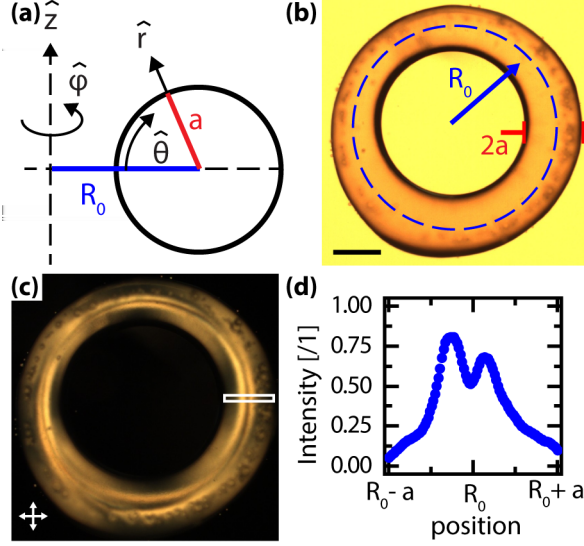 (a)
ẑ
φ̂
r̂
a
θ̂
R₀
(b)
R₀
2a
(c)
(d)
1.00
0.75
0.50
0.25
0.00
Intensity [/1]
R₀- a
R₀
R₀+ a
position